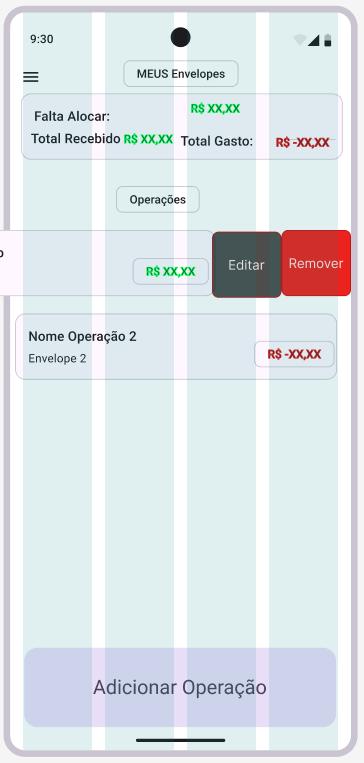 9:30
MEUS Envelopes
Falta Alocar: R$ XX,XX
Total Recebido R$ XX,XX Total Gasto: R$ -XX,XX
Operações
o
R$ XX,XX Editar Remover
Nome Operação 2
Envelope 2
R$ -XX,XX
Adicionar Operação